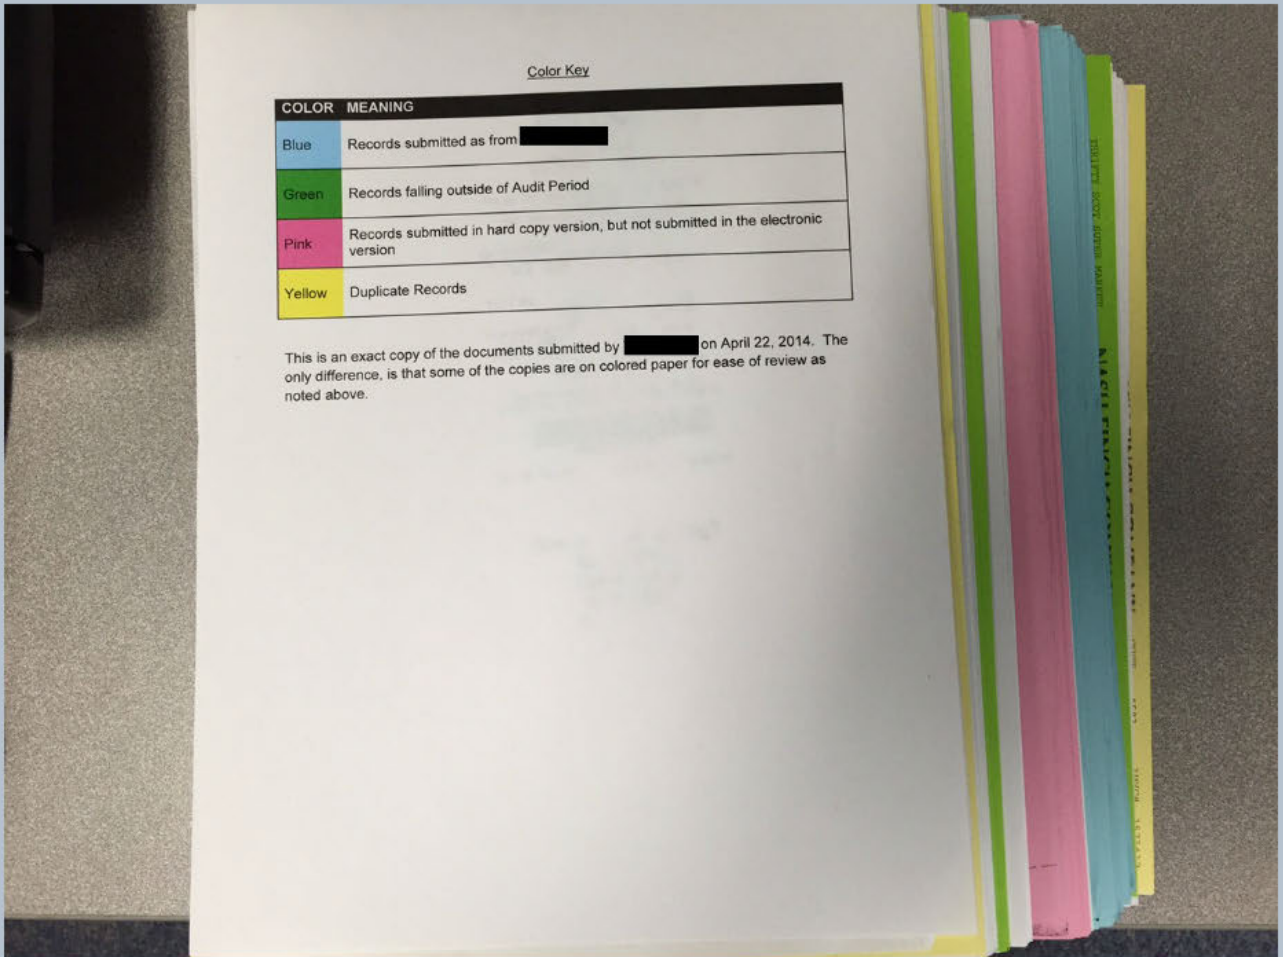 Color Key
COLOR MEANING
Blue Records submitted as from
Green Records falling outside of Audit Period
Pink Records submitted in hard copy version, but not submitted in the electronic
version
Yellow Duplicate Records
This is an exact copy of the documents submitted by on April 22, 2014. The
only difference, is that some of the copies are on colored paper for ease of review as
noted above.